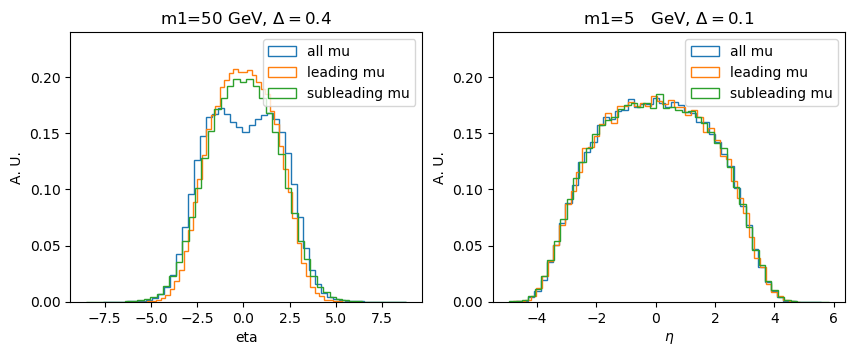 m1=50 GeV, Δ = 0.4
all mu
leading mu
subleading mu
0.20
0.15
0.10
0.05
0.00
A. U.
−7.5 −5.0 −2.5 0.0 2.5 5.0 7.5
eta
m1=5 GeV, Δ = 0.1
all mu
leading mu
subleading mu
0.20
0.15
0.10
0.05
0.00
A. U.
−4 −2 0 2 4 6
η